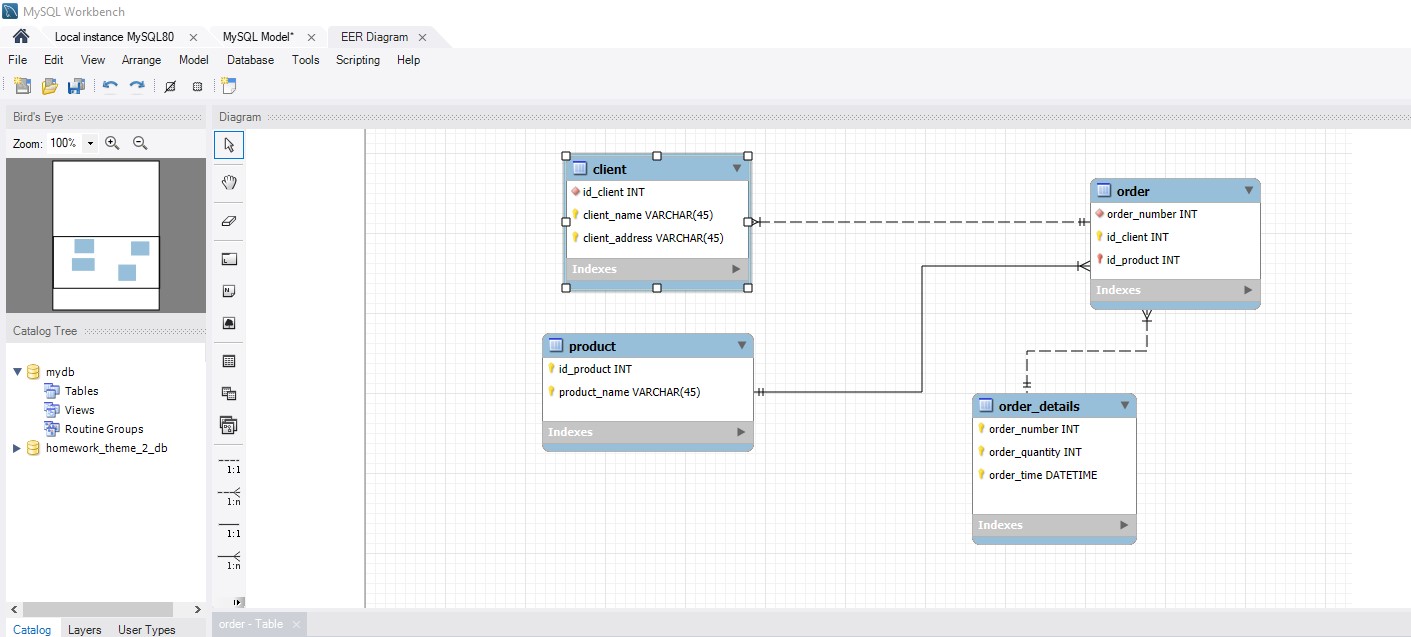 MySQL Workbench
Local instance MySQL80
MySQL Model*
EER Diagram
File Edit View Arrange Model Database Tools Scripting Help
Bird's Eye
Zoom: 100%
Diagram
client
id_client INT
client_name VARCHAR(45)
client_address VARCHAR(45)
Indexes
order
order_number INT
id_client INT
id_product INT
Indexes
product
id_product INT
product_name VARCHAR(45)
Indexes
order_details
order_number INT
order_quantity INT
order_time DATETIME
Indexes
Catalog Tree
mydb
Tables
Views
Routine Groups
homework_theme_2_db
1:1
1:n
1:1
1:n
Catalog Layers User Types
order - Table